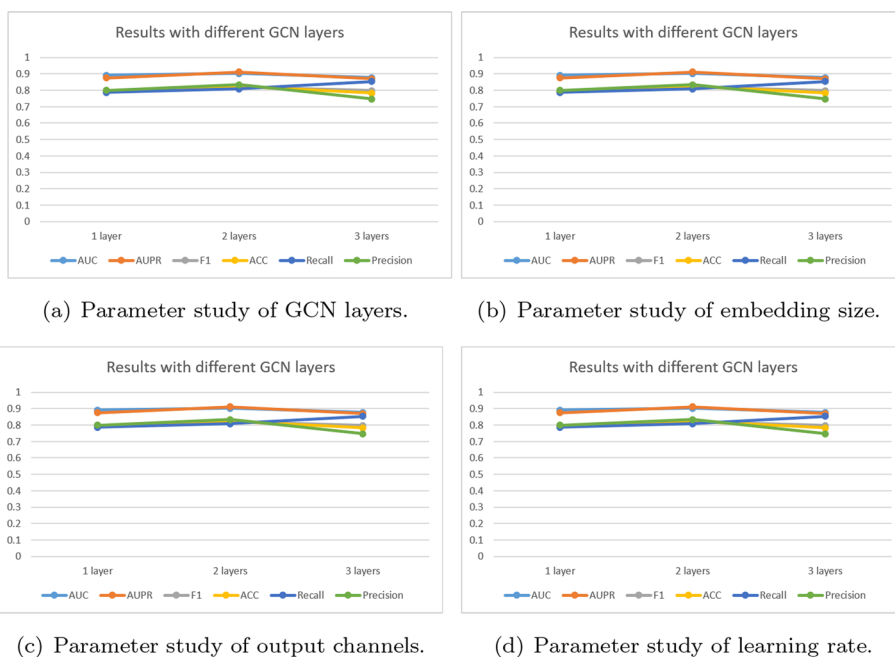 Results with different GCN layers
1
0.9
0.8
0.7
0.6
0.5
0.4
0.3
0.2
0.1
0
1 layer 2 layers 3 layers
AUC AUPR F1 ACC Recall Precision
(a) Parameter study of GCN layers.
Results with different GCN layers
1
0.9
0.8
0.7
0.6
0.5
0.4
0.3
0.2
0.1
0
1 layer 2 layers 3 layers
AUC AUPR F1 ACC Recall Precision
(b) Parameter study of embedding size.
Results with different GCN layers
1
0.9
0.8
0.7
0.6
0.5
0.4
0.3
0.2
0.1
0
1 layer 2 layers 3 layers
AUC AUPR F1 ACC Recall Precision
(c) Parameter study of output channels.
Results with different GCN layers
1
0.9
0.8
0.7
0.6
0.5
0.4
0.3
0.2
0.1
0
1 layer 2 layers 3 layers
AUC AUPR F1 ACC Recall Precision
(d) Parameter study of learning rate.